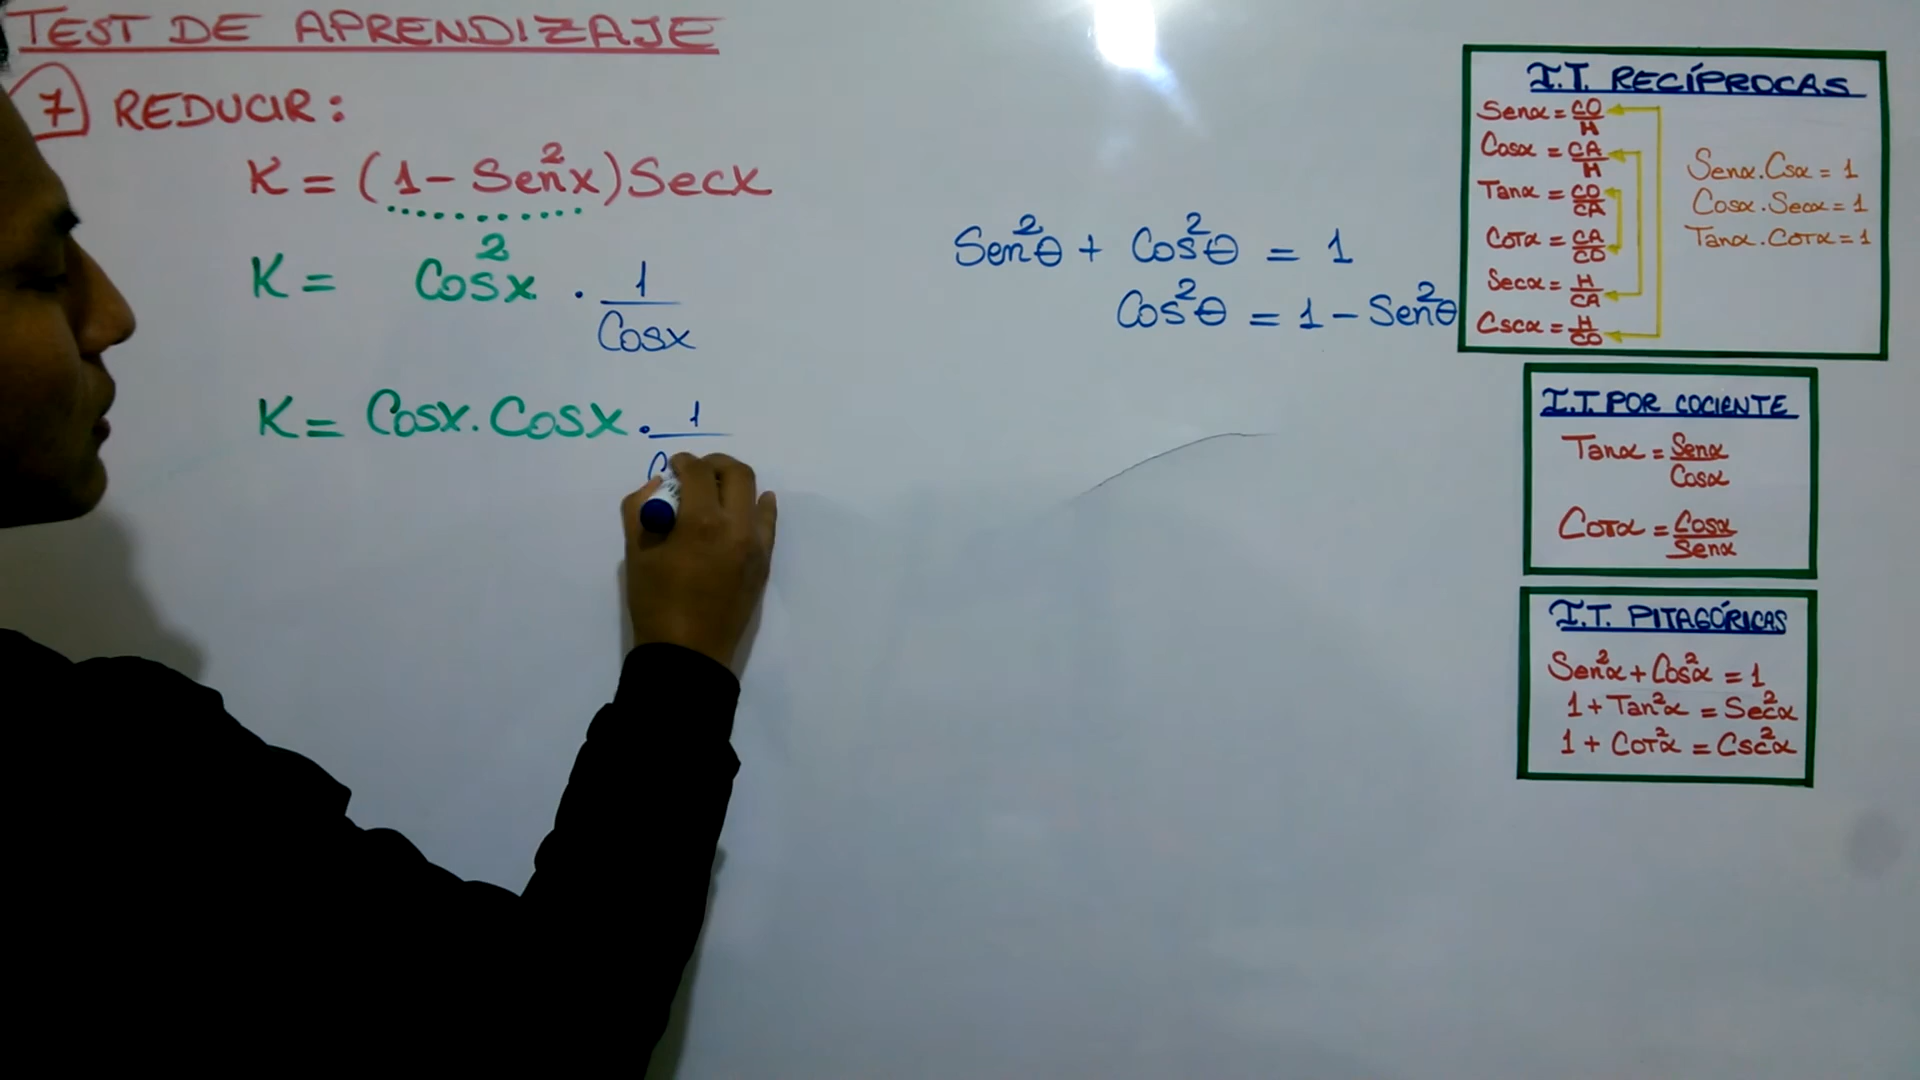 TEST DE APRENDIZAJE
7 REDUCIR:
K = (1 - Sen²x) Secx
K = Cos²x . 1/Cosx
K = Cosx . Cosx . 1/
Sen²θ + Cos²θ = 1
Cos²θ = 1 - Sen²θ
I.T. RECÍPROCAS
Senα = CO/H
Cosα = CA/H
Tanα = CO/CA
Cotα = CA/CO
Secα = H/CA
Cscα = H/CO
Senα.Csα = 1
Cosα.Secα = 1
Tanα.Cotα = 1
I.T. POR COCIENTE
Tanα = Senα/Cosα
Cotα = Cosα/Senα
I.T. PITAGÓRICAS
Sen²α + Cos²α = 1
1 + Tan²α = Sec²α
1 + Cot²α = Csc²α